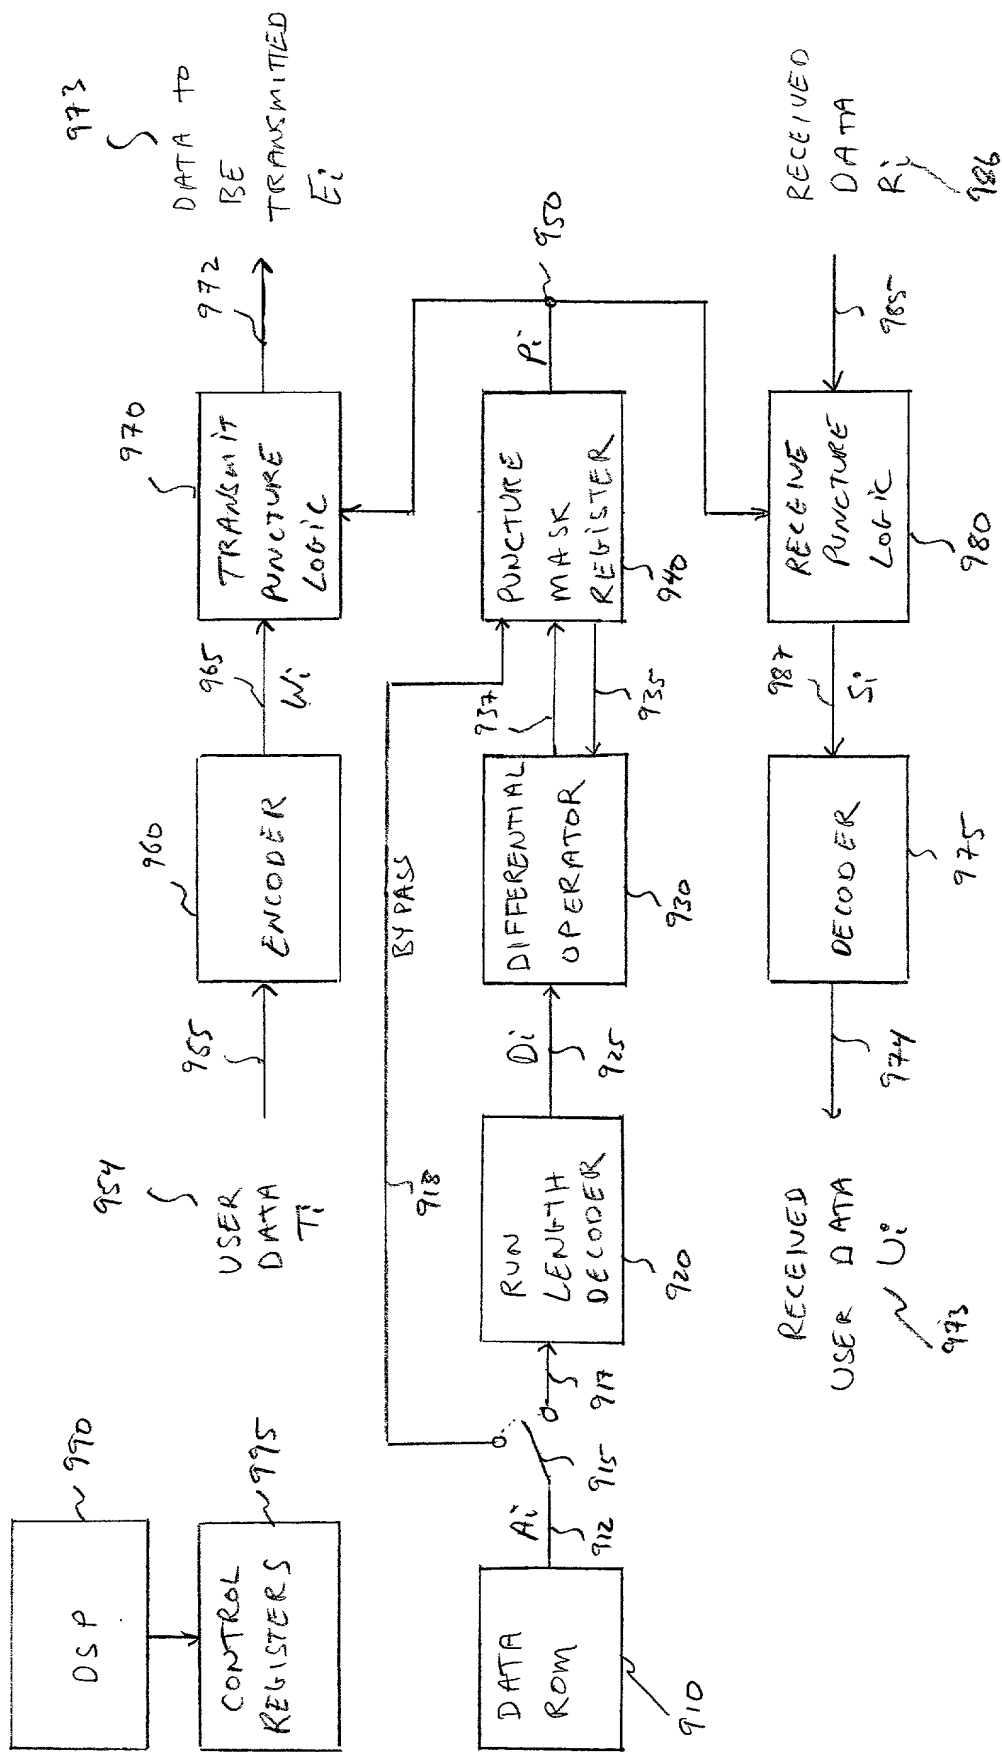 DSP
990
CONTROL
REGISTERS
995
954
USER
DATA
Ti
955
960
ENCODER
965
Wi
970
TRANSMIT
PUNCTURE
LOGIC
972
973
DATA TO
BE
TRANSMITTED
Ei
DATA
ROM
910
Ai
912
915
917
918
BYPASS
RUN
LENGTH
DECODER
920
Di
925
DIFFERENTIAL
OPERATOR
930
937
935
PUNCTURE
MASK
REGISTER
940
Pi
950
RECEIVED
USER DATA
Ui
973
974
DECODER
975
987
Si
RECEIVE
PUNCTURE
LOGIC
980
985
RECEIVED
DATA
Ri
986